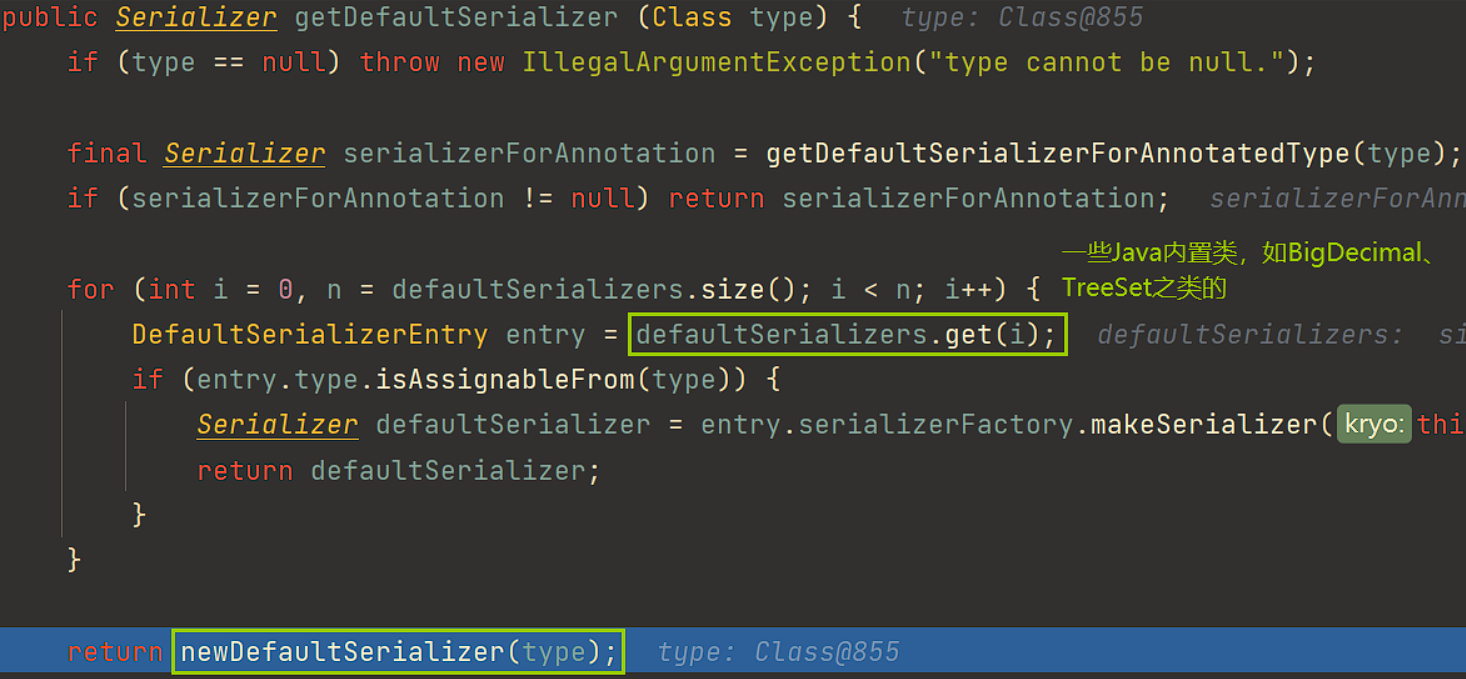 public Serializer getDefaultSerializer (Class type) { type: Class@855
if (type == null) throw new IllegalArgumentException("type cannot be null.");
final Serializer serializerForAnnotation = getDefaultSerializerForAnnotatedType(type);
if (serializerForAnnotation != null) return serializerForAnnotation; serializerForAnn
一些Java内置类，如BigDecimal、
for (int i = 0, n = defaultSerializers.size(); i < n; i++) { TreeSet之类的
DefaultSerializerEntry entry = defaultSerializers.get(i); defaultSerializers: si
if (entry.type.isAssignableFrom(type)) {
Serializer defaultSerializer = entry.serializerFactory.makeSerializer( kryo: thi
return defaultSerializer;
}
}
return newDefaultSerializer(type); type: Class@855